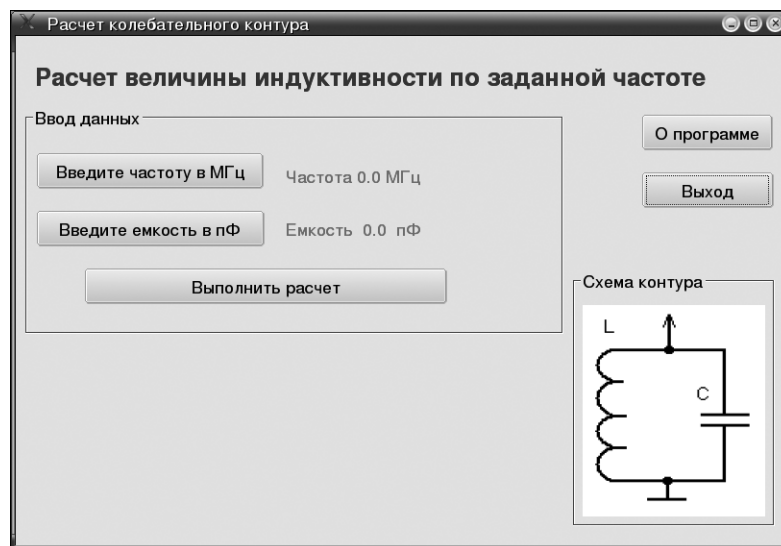 Расчет колебательного контура
Расчет величины индуктивности по заданной частоте
Ввод данных
О программе
Введите частоту в МГц
Частота 0.0 МГц
Выход
Введите емкость в пФ
Емкость 0.0 пФ
Выполнить расчет
Схема контура
L
C